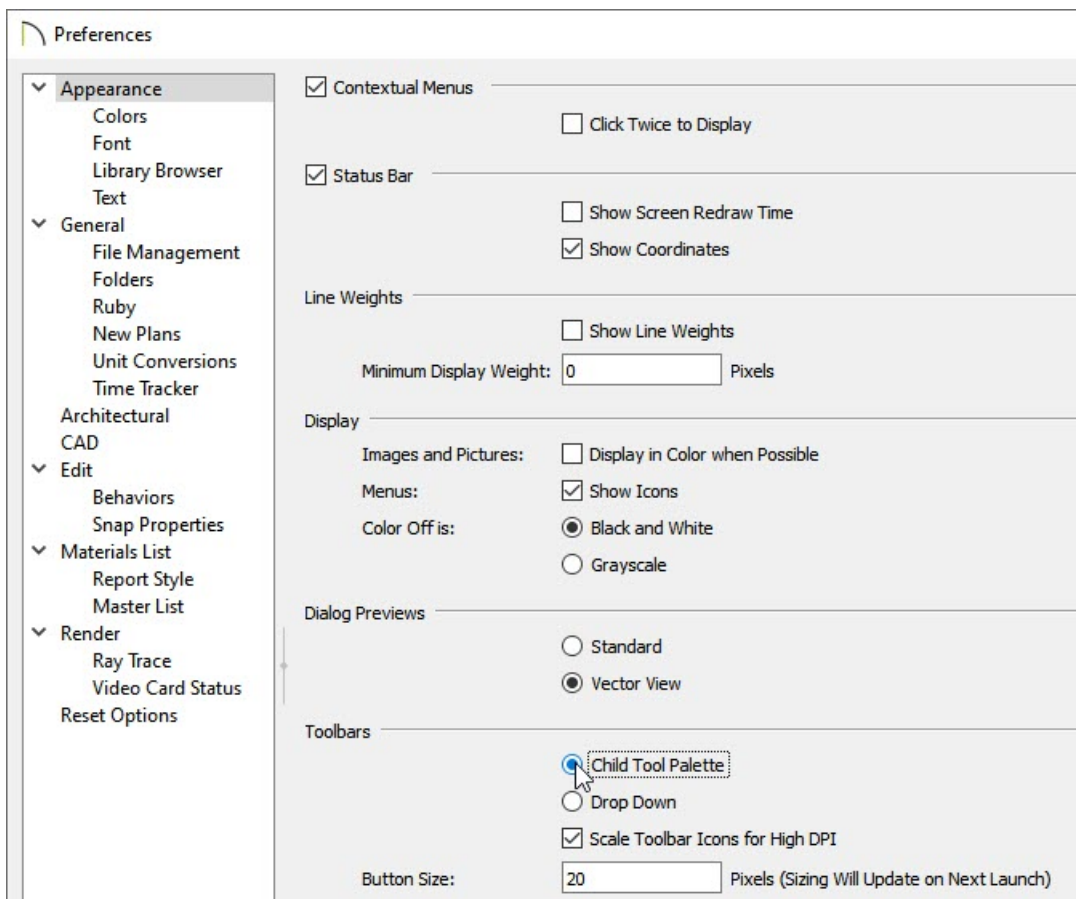 Preferences
Appearance
Colors
Font
Library Browser
Text
General
File Management
Folders
Ruby
New Plans
Unit Conversions
Time Tracker
Architectural
CAD
Edit
Behaviors
Snap Properties
Materials List
Report Style
Master List
Render
Ray Trace
Video Card Status
Reset Options
Contextual Menus
Click Twice to Display
Status Bar
Show Screen Redraw Time
Show Coordinates
Line Weights
Show Line Weights
Minimum Display Weight: 0 Pixels
Display
Images and Pictures: Display in Color when Possible
Menus: Show Icons
Color Off is: Black and White
Grayscale
Dialog Previews
Standard
Vector View
Toolbars
Child Tool Palette
Drop Down
Scale Toolbar Icons for High DPI
Button Size: 20 Pixels (Sizing Will Update on Next Launch)